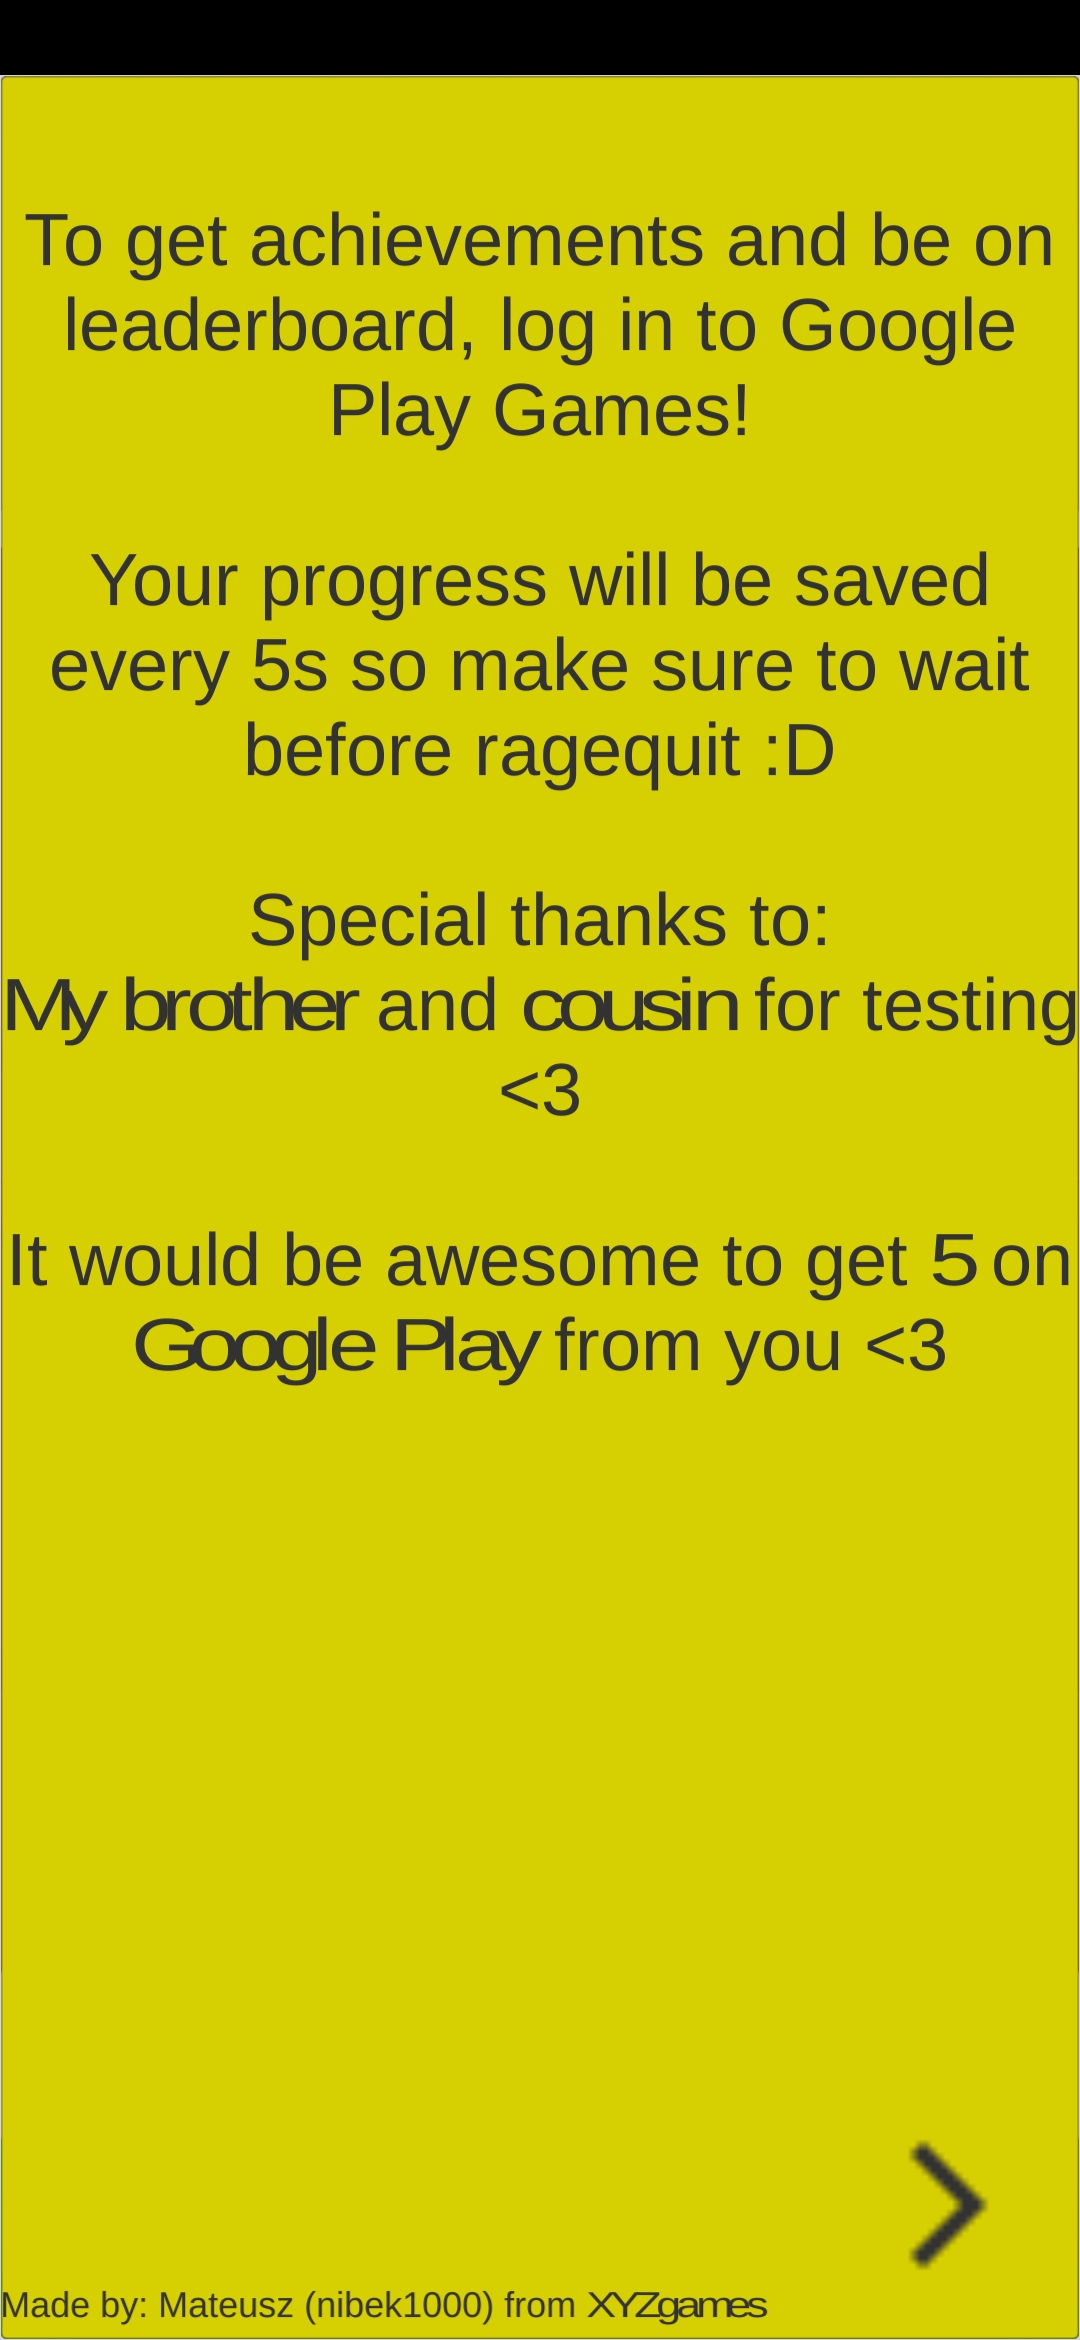 To get achievements and be on
leaderboard, log in to Google
Play Games!
Your progress will be saved
every 5s so make sure to wait
before ragequit :D
Special thanks to:
My brother and cousin for testing
<3
It would be awesome to get 5 on
Google Play from you <3
Made by: Mateusz (nibek1000) from XYZgames